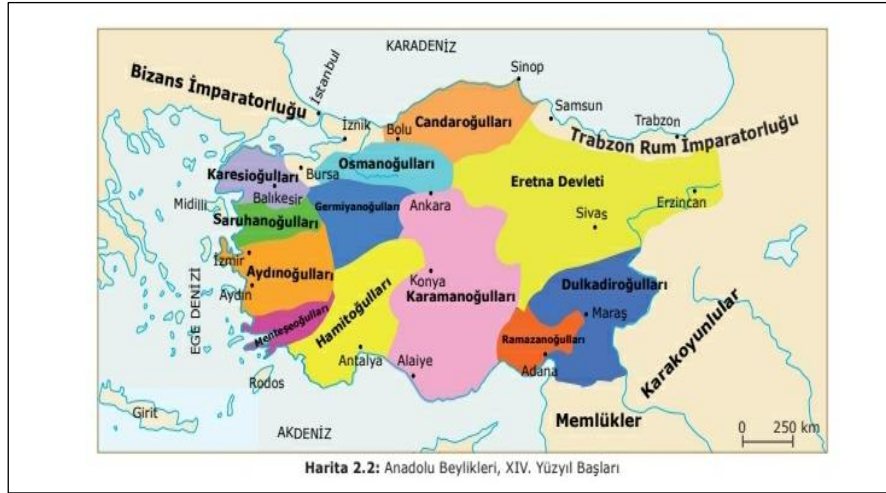 KARADENİZ
Sinop
Bizans İmparatorluğu
İstanbul
Samsun
Trabzon
İznik
Bolu
Candaroğulları
Trabzon Rum İmparatorluğu
Osmanoğulları
Karesioğulları
Bursa
Eretna Devleti
Balıkesir
Ankara
Erzincan
Midilli
Germiyanoğulları
Sivaş
Saruhanoğulları
İzmir
Aydınoğulları
Konya
Dulkadiroğulları
Aydın
Karamanoğulları
Hamitoğulları
Maraş
EGE DENİZİ
Menteşeoğulları
Ramazanoğulları
Karakoyunlular
Antalya
Alaiye
Adana
Rodos
Girit
Memlükler
0 250 km
AKDENİZ
Harita 2.2: Anadolu Beylikleri, XIV. Yüzyıl Başları